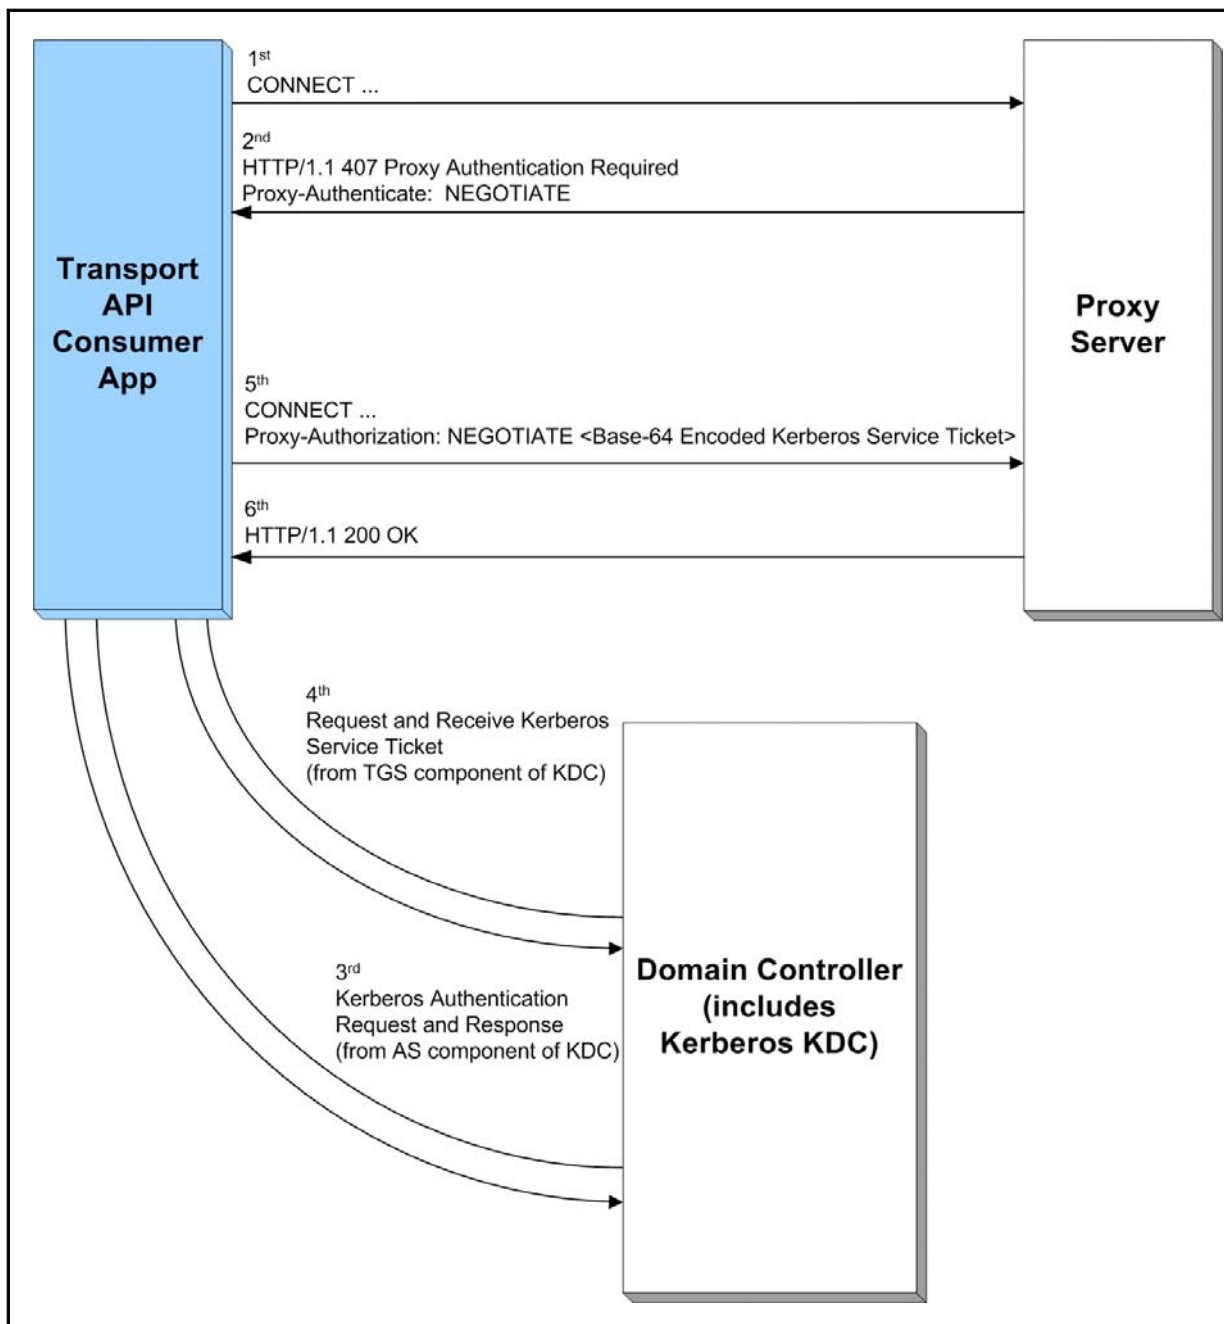 1st
CONNECT ...
2nd
HTTP/1.1 407 Proxy Authentication Required
Proxy-Authenticate:  NEGOTIATE
Transport
API
Consumer
App
Proxy
Server
5th
CONNECT ...
Proxy-Authorization: NEGOTIATE <Base-64 Encoded Kerberos Service Ticket>
6th
HTTP/1.1 200 OK
4th
Request and Receive Kerberos
Service Ticket
(from TGS component of KDC)
3rd
Kerberos Authentication
Request and Response
(from AS component of KDC)
Domain Controller
(includes
Kerberos KDC)